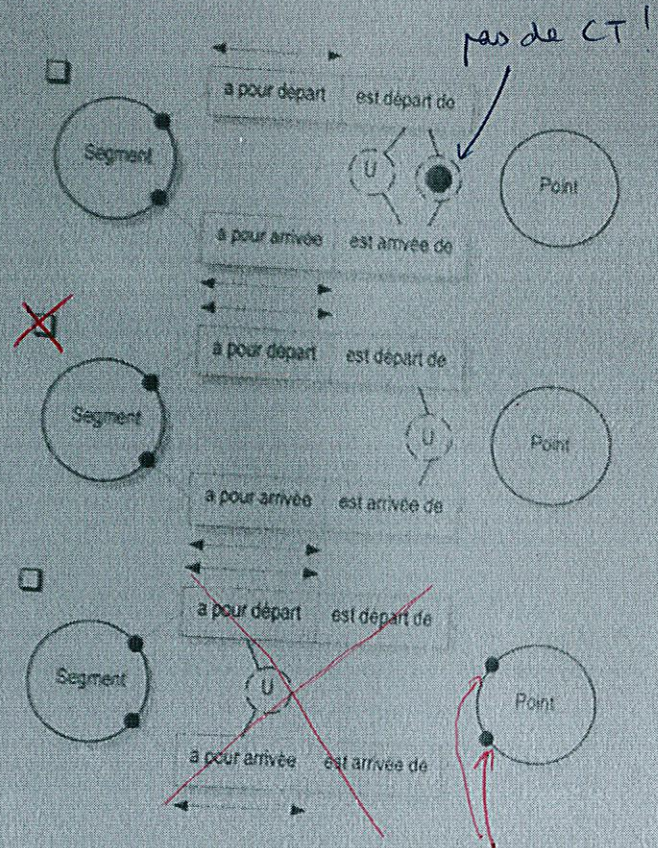 pas de CT !
a pour départ est départ de
Segment
U
Point
a pour arrivée est arrivée de
a pour départ est départ de
Segment
U
Point
a pour arrivée est arrivée de
a pour départ est départ de
Segment
U
Point
a pour arrivée est arrivée de